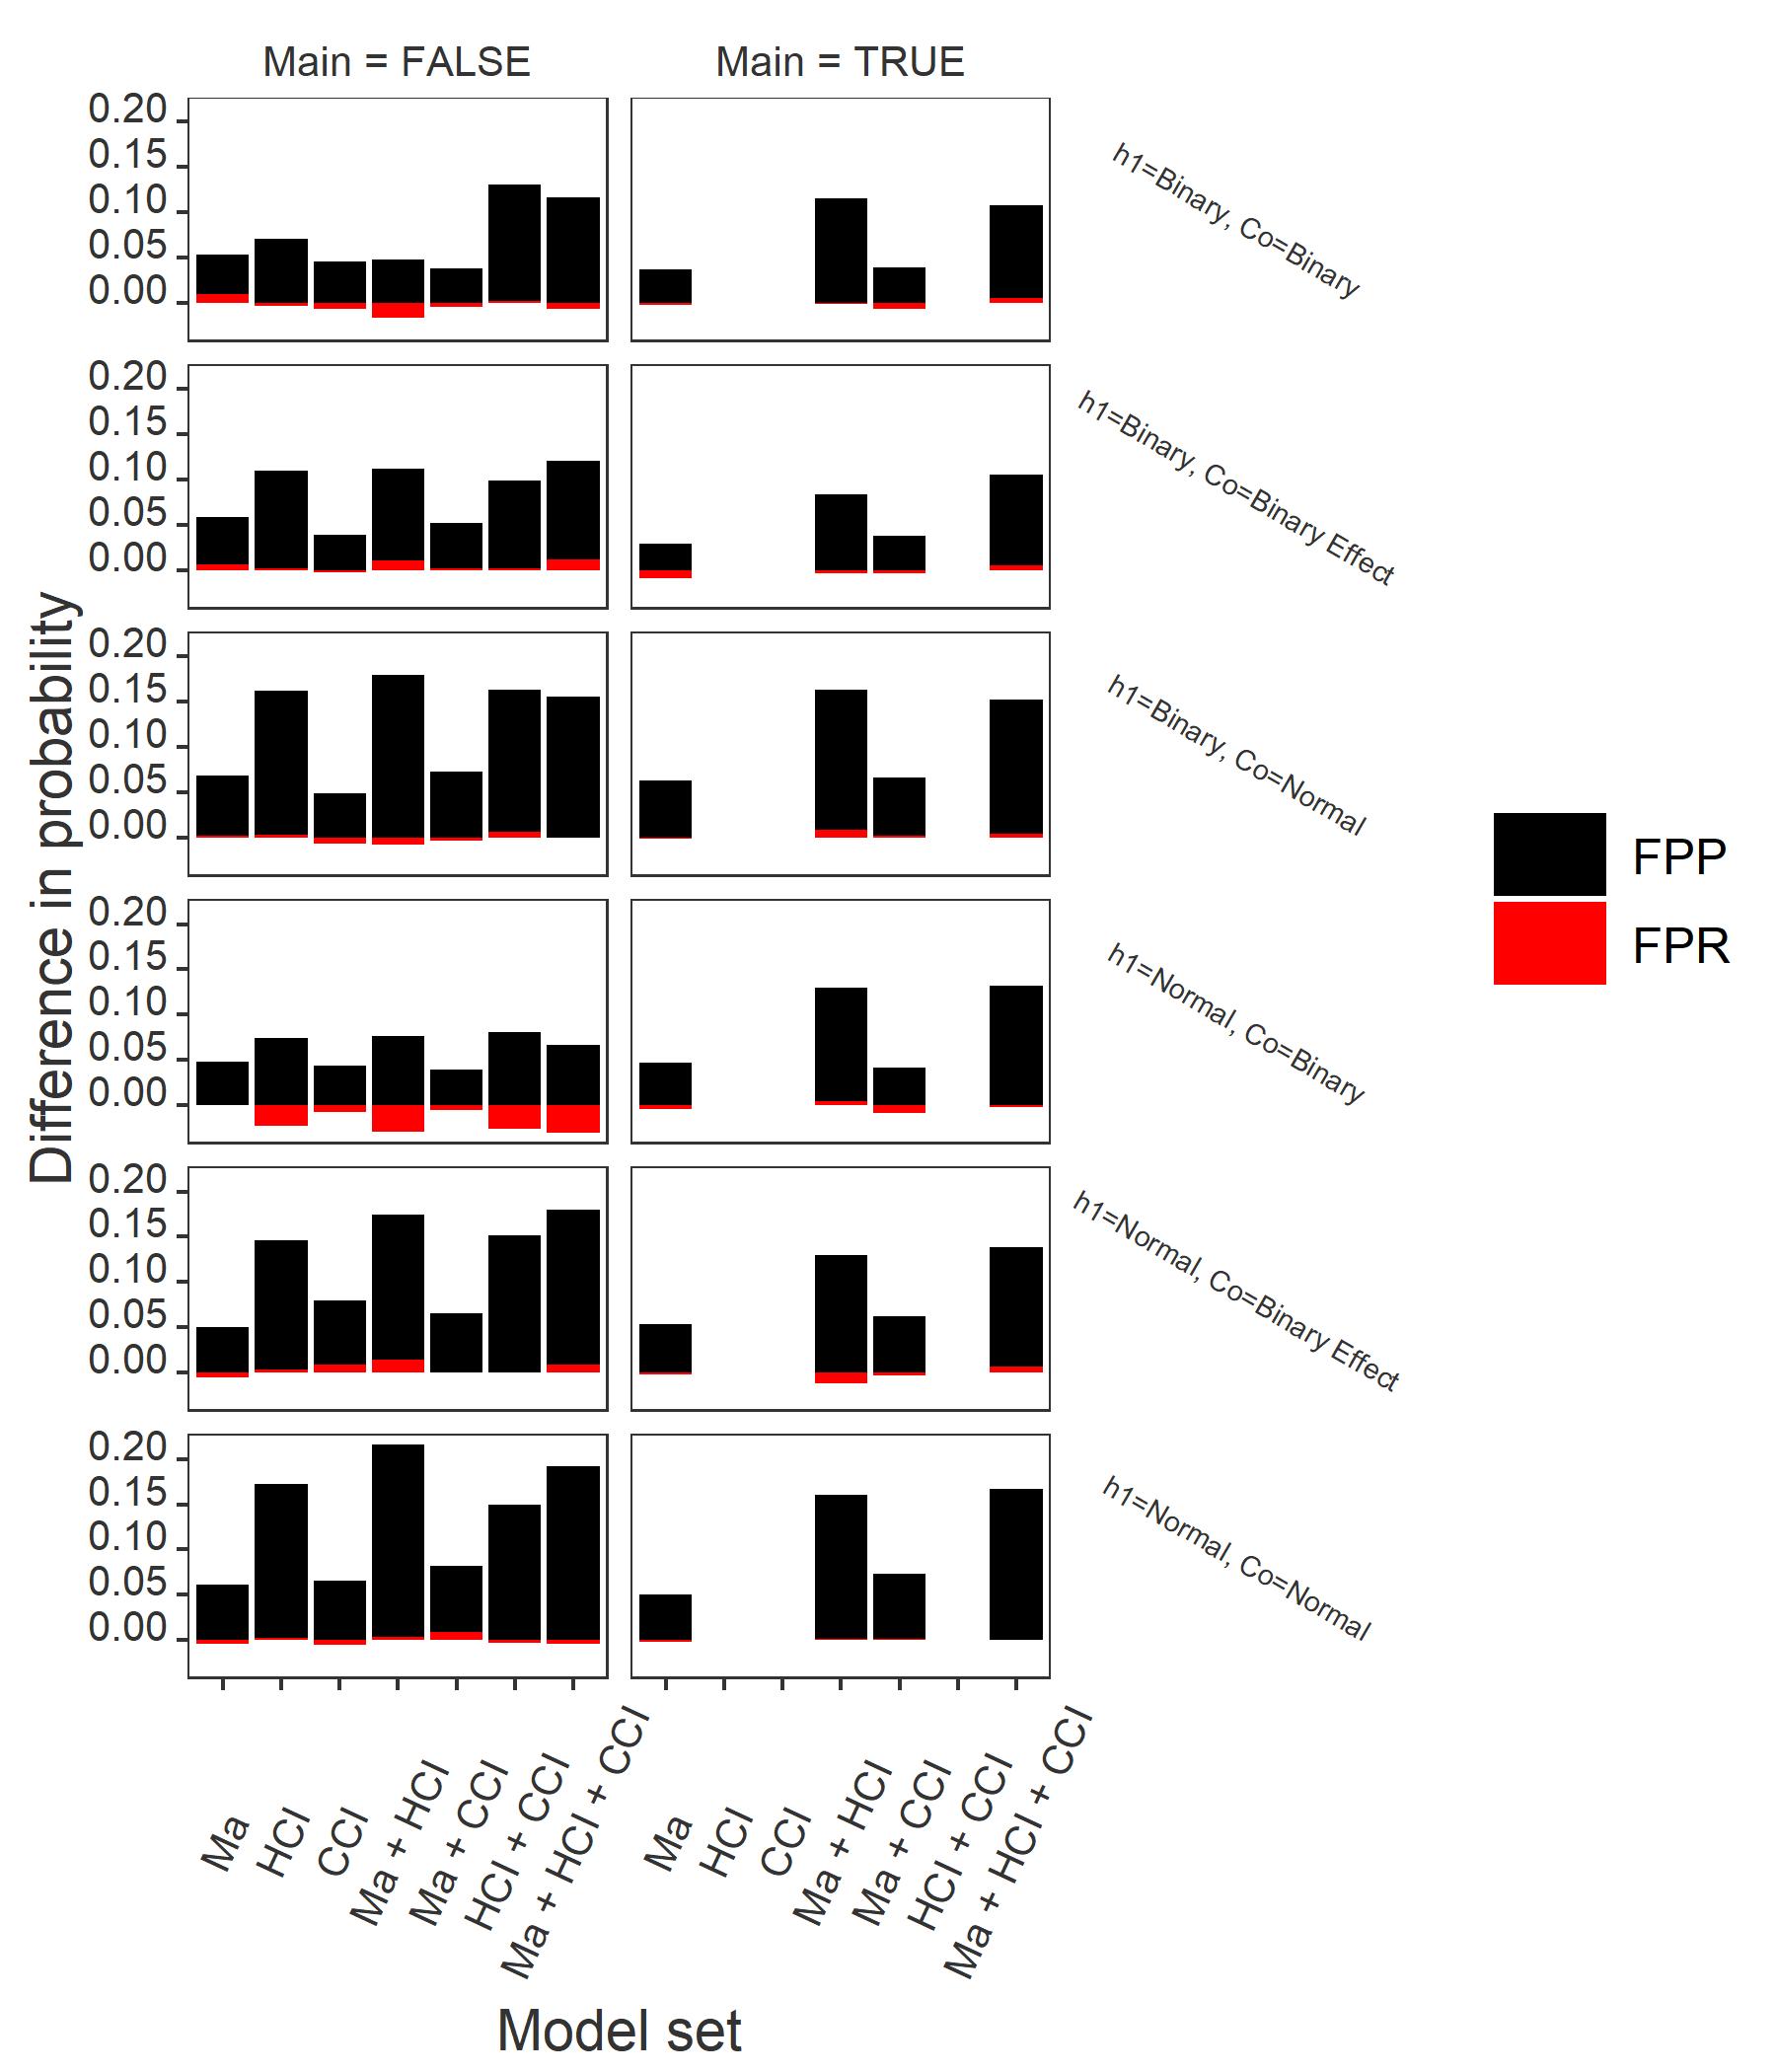 Main = FALSE
Main = TRUE
Difference in probability
0.20
0.15
0.10
0.05
0.00
h1=Binary, Co=Binary
0.20
0.15
0.10
0.05
0.00
h1=Binary, Co=Binary Effect
0.20
0.15
0.10
0.05
0.00
h1=Binary, Co=Normal
0.20
0.15
0.10
0.05
0.00
h1=Normal, Co=Binary
0.20
0.15
0.10
0.05
0.00
h1=Normal, Co=Binary Effect
0.20
0.15
0.10
0.05
0.00
h1=Normal, Co=Normal
FPP
FPR
Ma
HCI
CCI
Ma + HCI
Ma + CCI
HCI + CCI
Ma + HCI + CCI
Ma
HCI
CCI
Ma + HCI
Ma + CCI
HCI + CCI
Ma + HCI + CCI
Model set